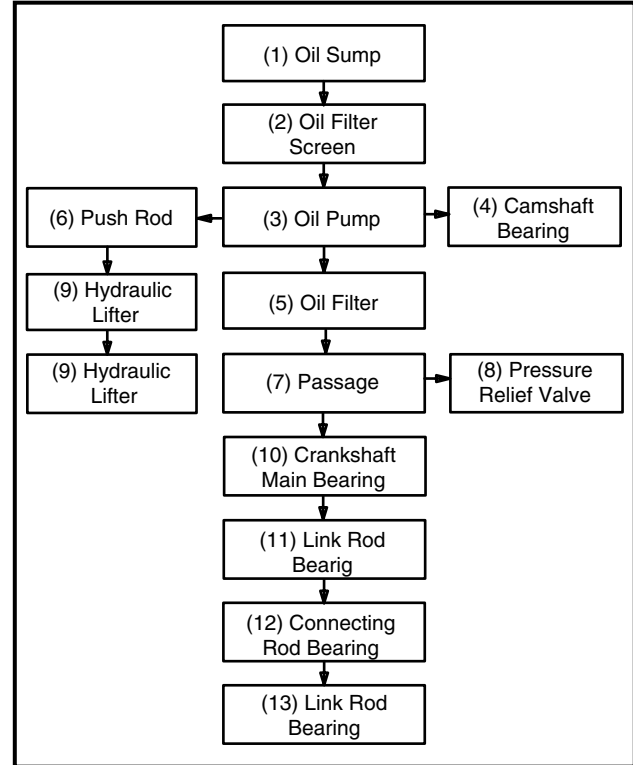 (1) Oil Sump
(2) Oil Filter
Screen
(6) Push Rod
(3) Oil Pump
(4) Camshaft
Bearing
(9) Hydraulic
Lifter
(5) Oil Filter
(9) Hydraulic
Lifter
(7) Passage
(8) Pressure
Relief Valve
(10) Crankshaft
Main Bearing
(11) Link Rod
Bearig
(12) Connecting
Rod Bearing
(13) Link Rod
Bearing